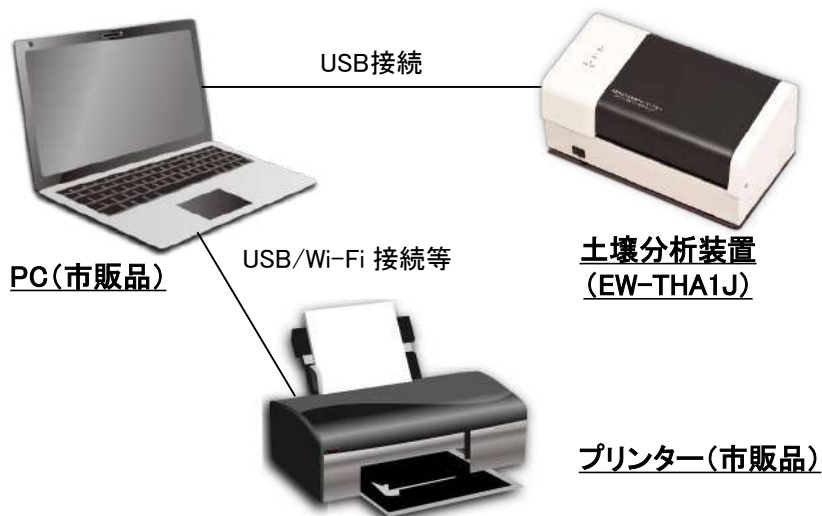 USB接続
土壌分析装置
(EW-THA1J)
PC(市販品)
USB/Wi-Fi 接続等
プリンター(市販品)